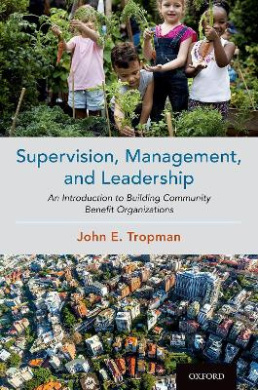 Supervision, Management,
and Leadership
An Introduction to Building Community
Benefit Organizations
John E. Tropman
OXFORD